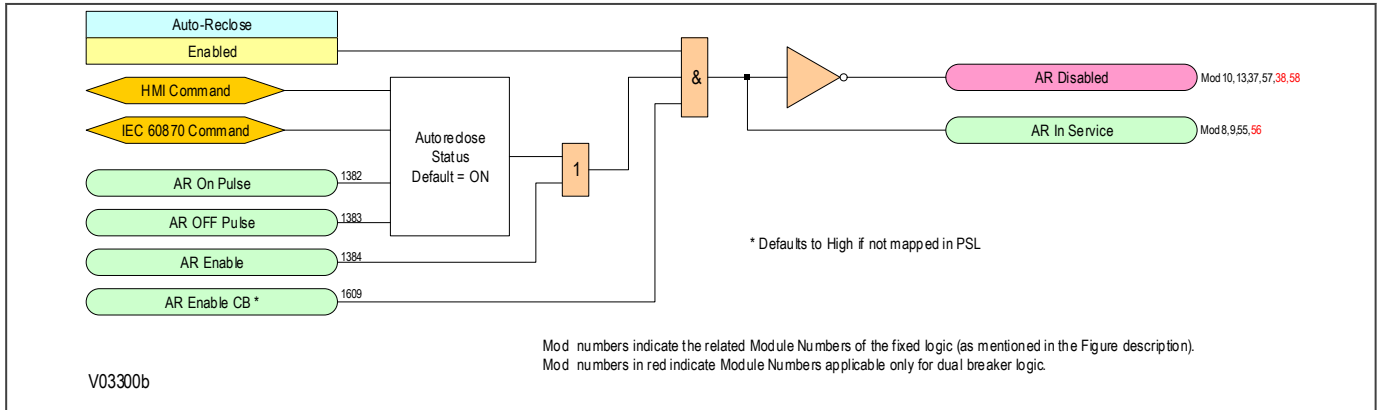 Auto-Reclose
Enabled
HMI Command
IEC 60870 Command
AR On Pulse
1382
AR OFF Pulse
1383
AR Enable
1384
AR Enable CB *
1609
Autoreclose
Status
Default = ON
1
&
AR Disabled
Mod 10, 13,37,57,38,58
AR In Service
Mod 8,9,55,56
* Defaults to High if not mapped in PSL
Mod numbers indicate the related Module Numbers of the fixed logic (as mentioned in the Figure description).
Mod numbers in red indicate Module Numbers applicable only for dual breaker logic.
V03300b